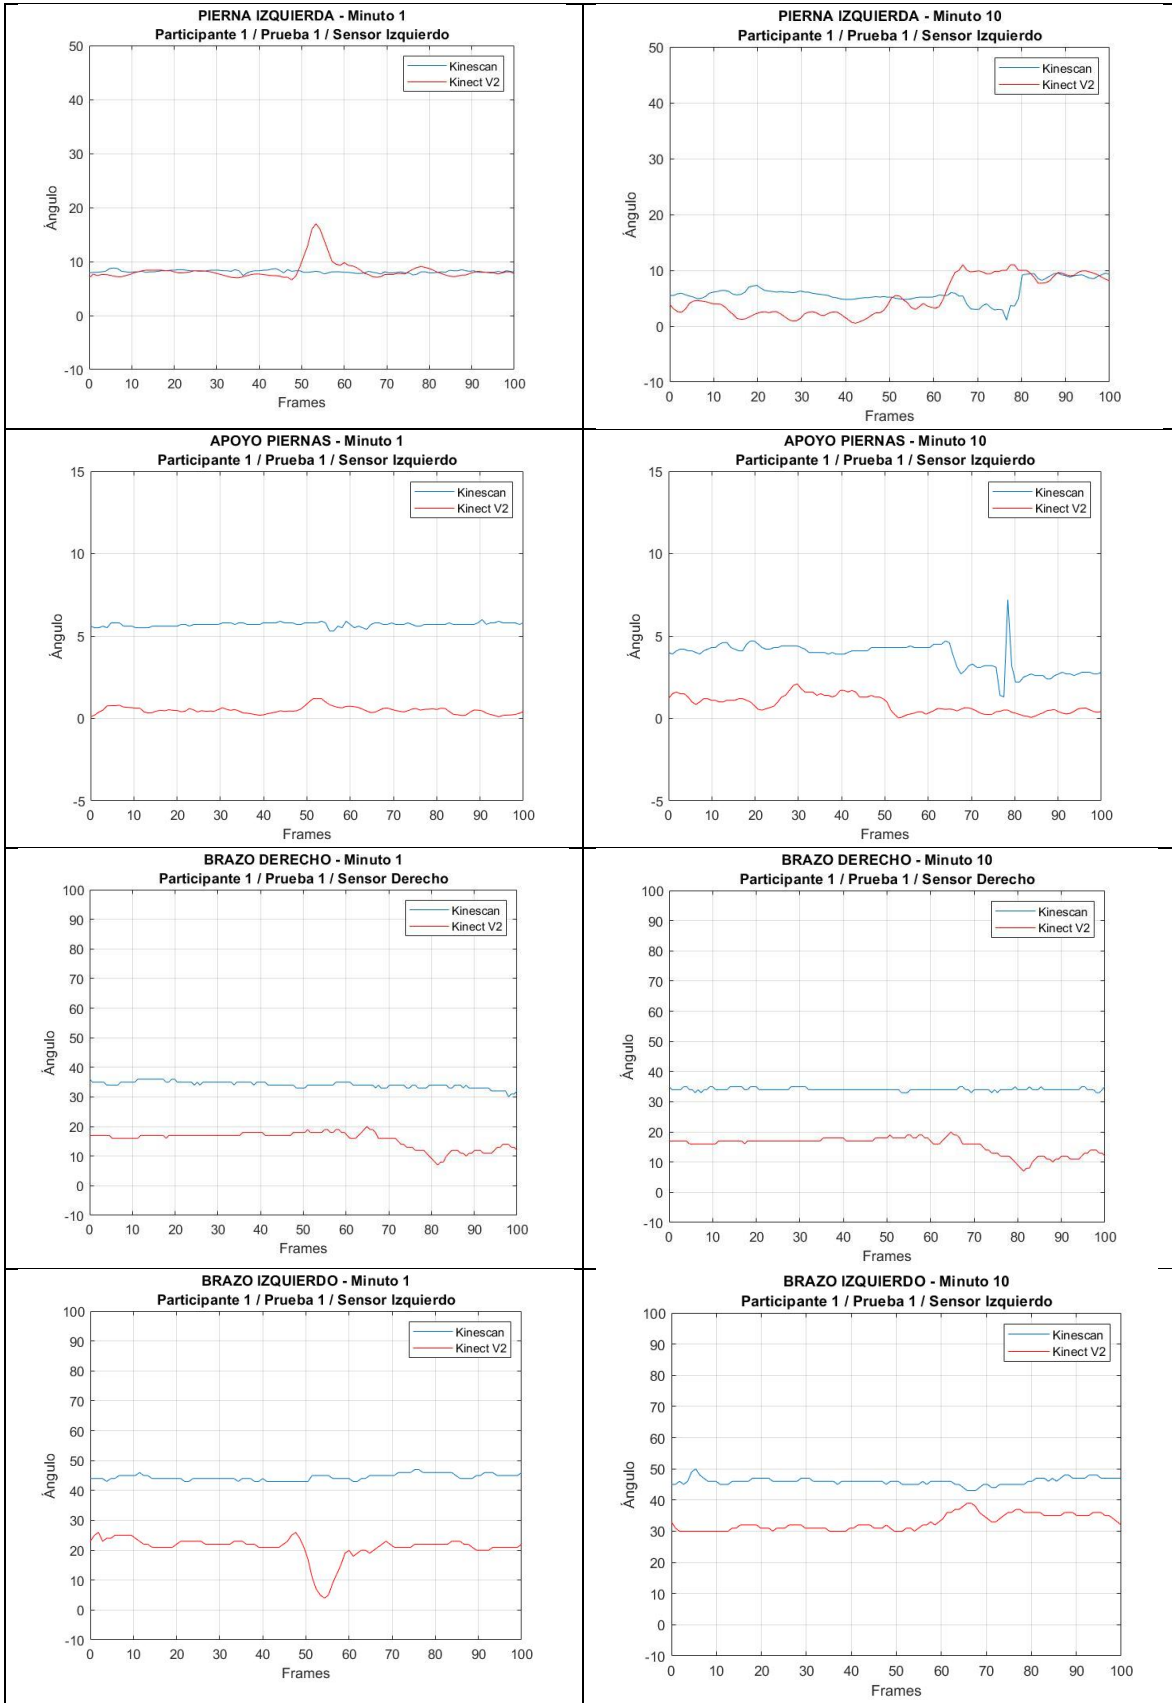 PIERNA IZQUIERDA - Minuto 1
Participante 1 / Prueba 1 / Sensor Izquierdo
50
40
30
20
10
0
-10
Ángulo
Kinescan
Kinect V2
0 10 20 30 40 50 60 70 80 90 100
Frames
PIERNA IZQUIERDA - Minuto 10
Participante 1 / Prueba 1 / Sensor Izquierdo
50
40
30
20
10
0
-10
Ángulo
Kinescan
Kinect V2
0 10 20 30 40 50 60 70 80 90 100
Frames
APOYO PIERNAS - Minuto 1
Participante 1 / Prueba 1 / Sensor Izquierdo
15
10
5
0
-5
Ángulo
Kinescan
Kinect V2
0 10 20 30 40 50 60 70 80 90 100
Frames
APOYO PIERNAS - Minuto 10
Participante 1 / Prueba 1 / Sensor Izquierdo
15
10
5
0
-5
Ángulo
Kinescan
Kinect V2
0 10 20 30 40 50 60 70 80 90 100
Frames
BRAZO DERECHO - Minuto 1
Participante 1 / Prueba 1 / Sensor Derecho
100
90
80
70
60
50
40
30
20
10
0
-10
Ángulo
Kinescan
Kinect V2
0 10 20 30 40 50 60 70 80 90 100
Frames
BRAZO DERECHO - Minuto 10
Participante 1 / Prueba 1 / Sensor Derecho
100
90
80
70
60
50
40
30
20
10
0
-10
Ángulo
Kinescan
Kinect V2
0 10 20 30 40 50 60 70 80 90 100
Frames
BRAZO IZQUIERDO - Minuto 1
Participante 1 / Prueba 1 / Sensor Izquierdo
100
90
80
70
60
50
40
30
20
10
0
-10
Ángulo
Kinescan
Kinect V2
0 10 20 30 40 50 60 70 80 90 100
Frames
BRAZO IZQUIERDO - Minuto 10
Participante 1 / Prueba 1 / Sensor Izquierdo
100
90
80
70
60
50
40
30
20
10
0
-10
Ángulo
Kinescan
Kinect V2
0 10 20 30 40 50 60 70 80 90 100
Frames